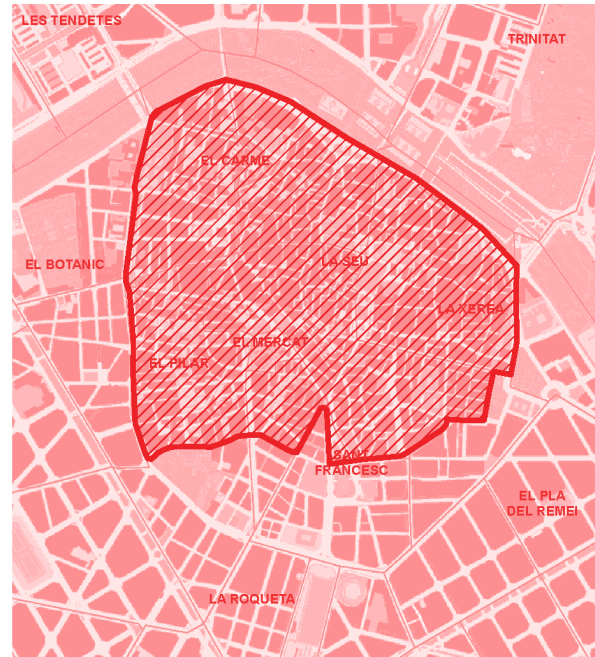 LES TENDETES
TRINITAT
EL CARME
EL BOTANIC
LA SEU
LA XEREA
EL MERCAT
EL PILAR
SANT
FRANCESC
EL PLA
DEL REMEI
LA ROQUETA